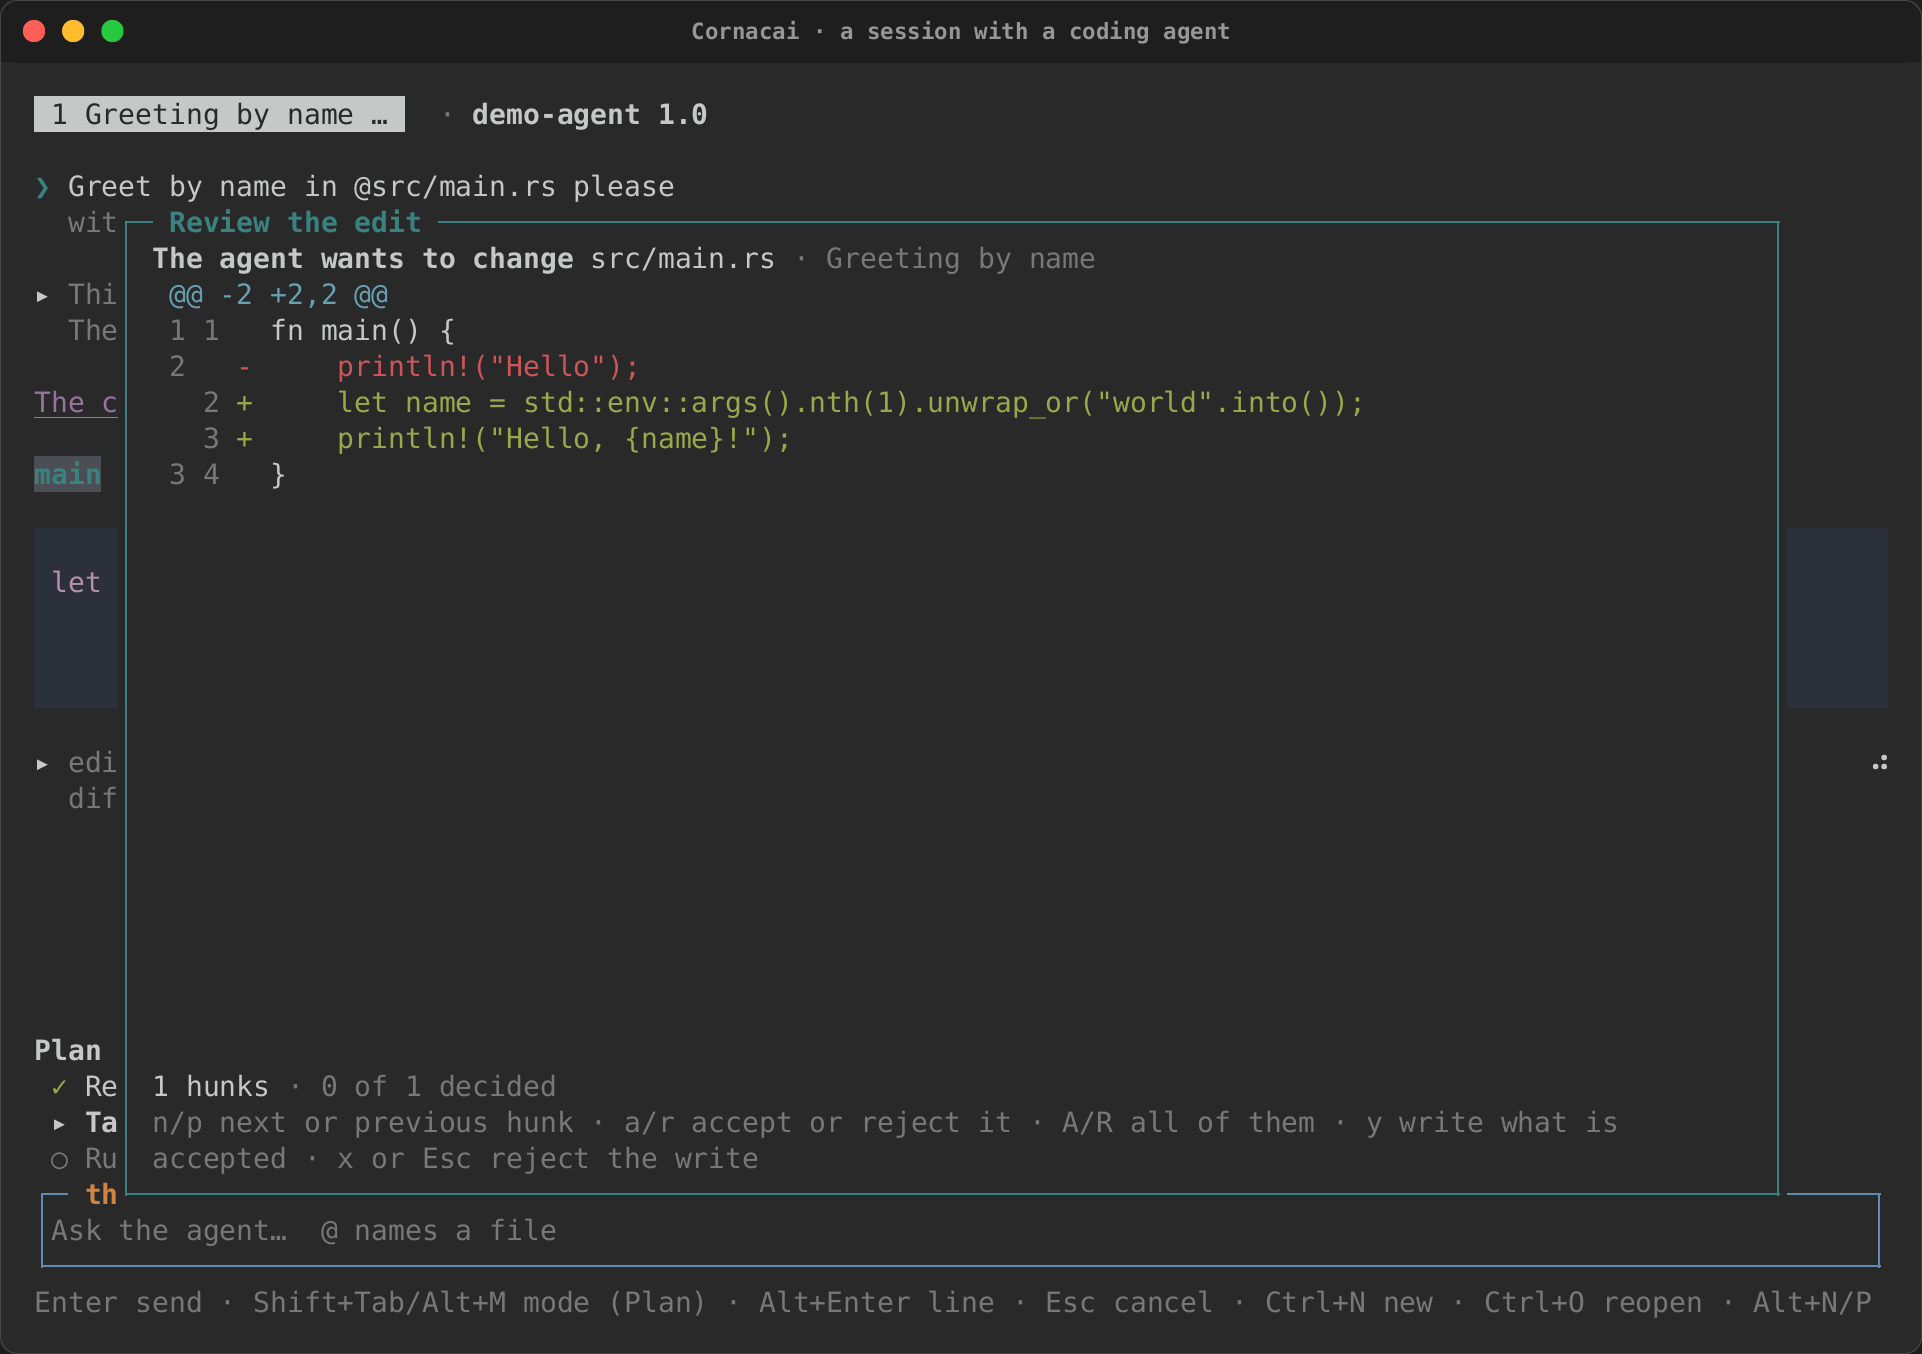 Cornacai · a session with a coding agent
1 Greeting by name … · demo-agent 1.0
❯ Greet by name in @src/main.rs please
wit
Review the edit
The agent wants to change src/main.rs · Greeting by name
▸ Thi
@@ -2 +2,2 @@
The
1 1   fn main() {
2   -     println!("Hello");
The c
2 +     let name = std::env::args().nth(1).unwrap_or("world".into());
3 +     println!("Hello, {name}!");
main
3 4   }
let
▸ edi
dif
Plan
✓ Re
1 hunks · 0 of 1 decided
▸ Ta
n/p next or previous hunk · a/r accept or reject it · A/R all of them · y write what is
○ Ru
accepted · x or Esc reject the write
th
Ask the agent…  @ names a file
Enter send · Shift+Tab/Alt+M mode (Plan) · Alt+Enter line · Esc cancel · Ctrl+N new · Ctrl+O reopen · Alt+N/P